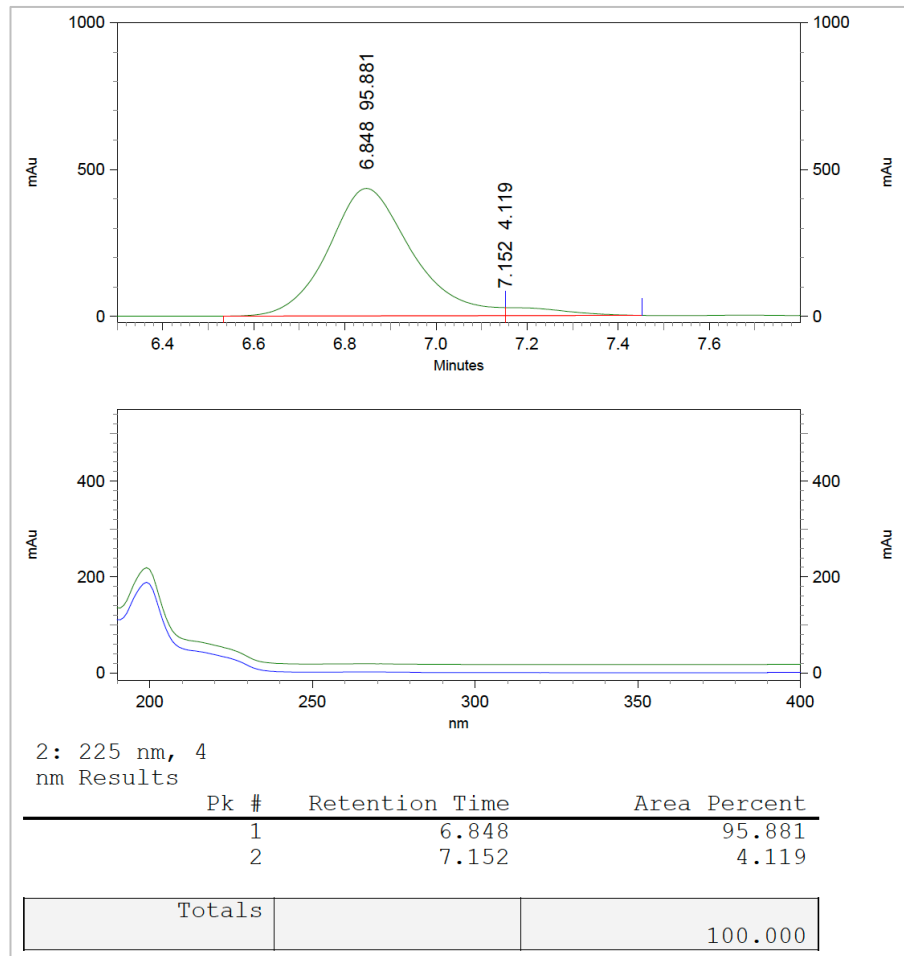 1000 1000
6.848 95.881
mAu 500 7.152 4.119 500 mAu
0 0
6.4 6.6 6.8 7.0 7.2 7.4 7.6
Minutes
400 400
mAu mAu
200 200
0 0
200 250 300 350 400
nm
2: 225 nm, 4
nm Results
Pk # Retention Time Area Percent
1 6.848 95.881
2 7.152 4.119
Totals
100.000